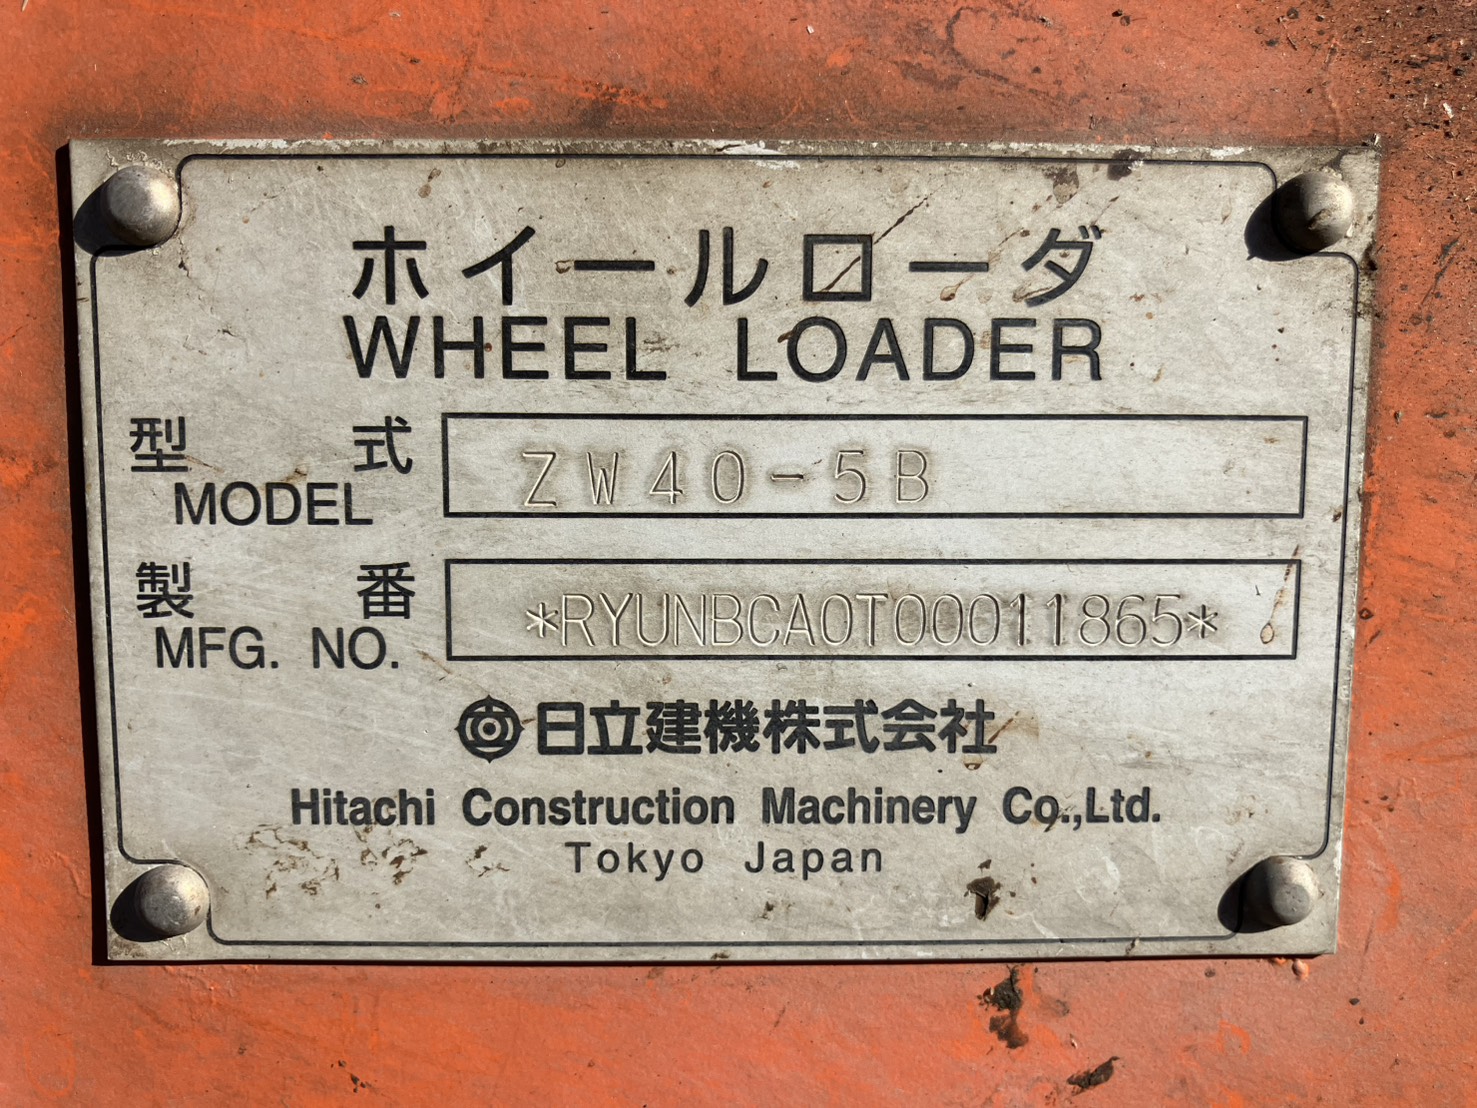 ホイールローダ
WHEEL LOADER
型式 ZW40-5B
MODEL
製番 *RYUNBCA0T00011865*
MFG. NO.
日立建機株式会社
Hitachi Construction Machinery Co.,Ltd.
Tokyo Japan